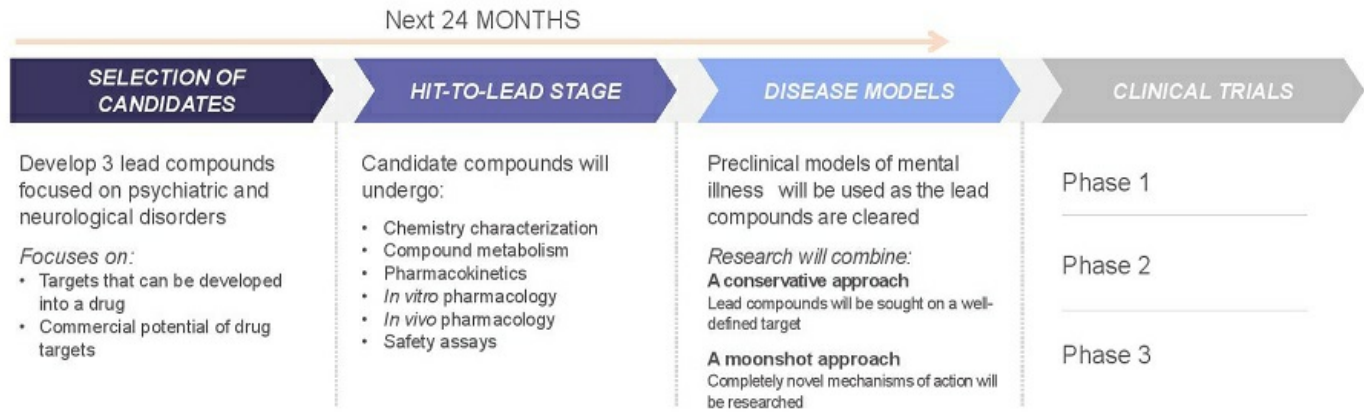 Next 24 MONTHS
SELECTION OF
CANDIDATES
HIT-TO-LEAD STAGE
DISEASE MODELS
CLINICAL TRIALS
Develop 3 lead compounds
focused on psychiatric and
neurological disorders
Focuses on:
• Targets that can be developed
into a drug
• Commercial potential of drug
targets
Candidate compounds will
undergo:
• Chemistry characterization
• Compound metabolism
• Pharmacokinetics
• In vitro pharmacology
• In vivo pharmacology
• Safety assays
Preclinical models of mental
illness will be used as the lead
compounds are cleared
Research will combine:
A conservative approach
Lead compounds will be sought on a well-
defined target
A moonshot approach
Completely novel mechanisms of action will
be researched
Phase 1
Phase 2
Phase 3